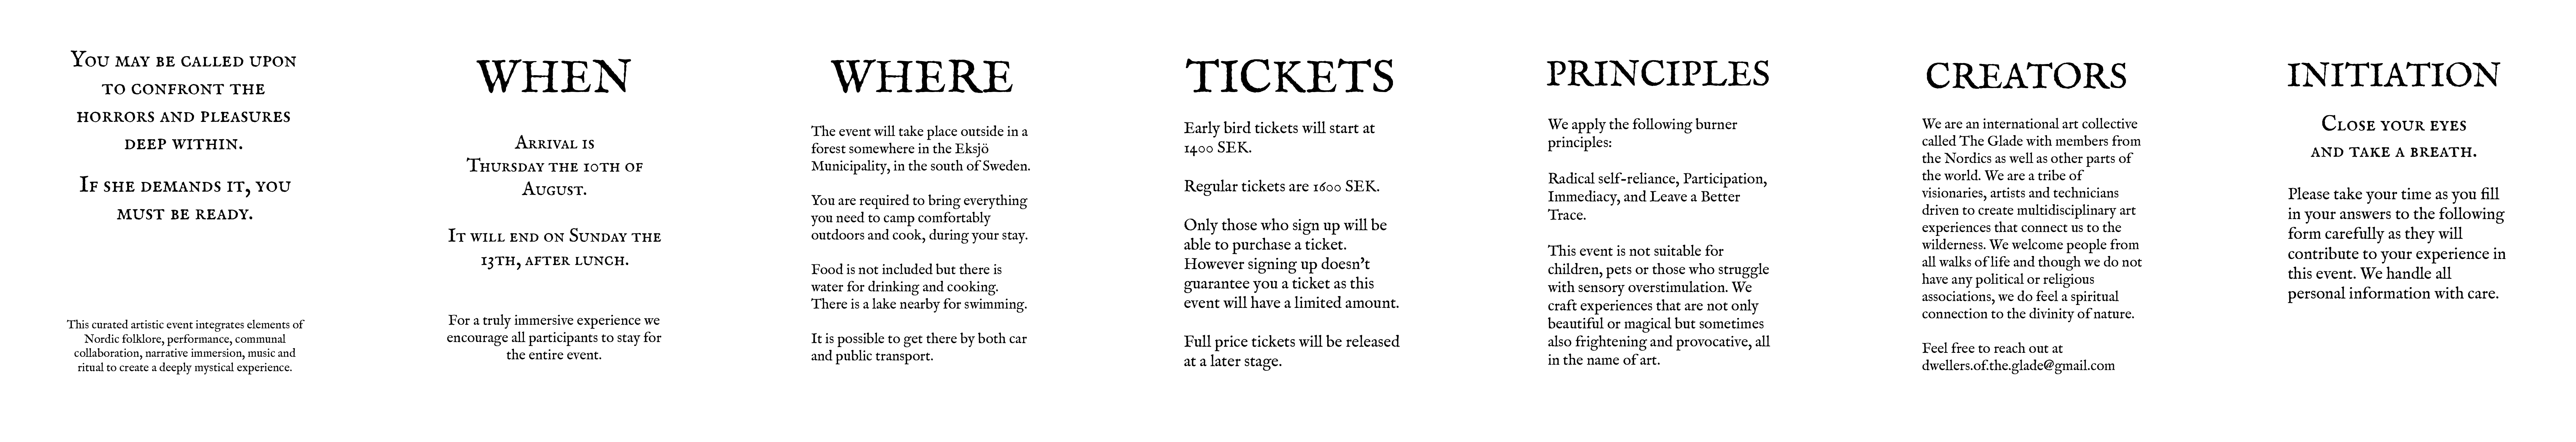 You may be called upon
to confront the
horrors and pleasures
deep within.
If she demands it, you
must be ready.
This curated artistic event integrates elements of
Nordic folklore, performance, communal
collaboration, narrative immersion, music and
ritual to create a deeply mystical experience.
WHEN
Arrival is
Thursday the 10th of
August.
It will end on Sunday the
13th, after lunch.
For a truly immersive experience we
encourage all participants to stay for
the entire event.
WHERE
The event will take place outside in a
forest somewhere in the Eksjö
Municipality, in the south of Sweden.
You are required to bring everything
you need to camp comfortably
outdoors and cook, during your stay.
Food is not included but there is
water for drinking and cooking.
There is a lake nearby for swimming.
It is possible to get there by both car
and public transport.
TICKETS
Early bird tickets will start at
1400 SEK.
Regular tickets are 1600 SEK.
Only those who sign up will be
able to purchase a ticket.
However signing up doesn't
guarantee you a ticket as this
event will have a limited amount.
Full price tickets will be released
at a later stage.
PRINCIPLES
We apply the following burner
principles:
Radical self-reliance, Participation,
Immediacy, and Leave a Better
Trace.
This event is not suitable for
children, pets or those who struggle
with sensory overstimulation. We
craft experiences that are not only
beautiful or magical but sometimes
also frightening and provocative, all
in the name of art.
CREATORS
We are an international art collective
called The Glade with members from
the Nordics as well as other parts of
the world. We are a tribe of
visionaries, artists and technicians
driven to create multidisciplinary art
experiences that connect us to the
wilderness. We welcome people from
all walks of life and though we do not
have any political or religious
associations, we do feel a spiritual
connection to the divinity of nature.
Feel free to reach out at
dwellers.of.the.glade@gmail.com
INITIATION
Close your eyes
and take a breath.
Please take your time as you fill
in your answers to the following
form carefully as they will
contribute to your experience in
this event. We handle all
personal information with care.